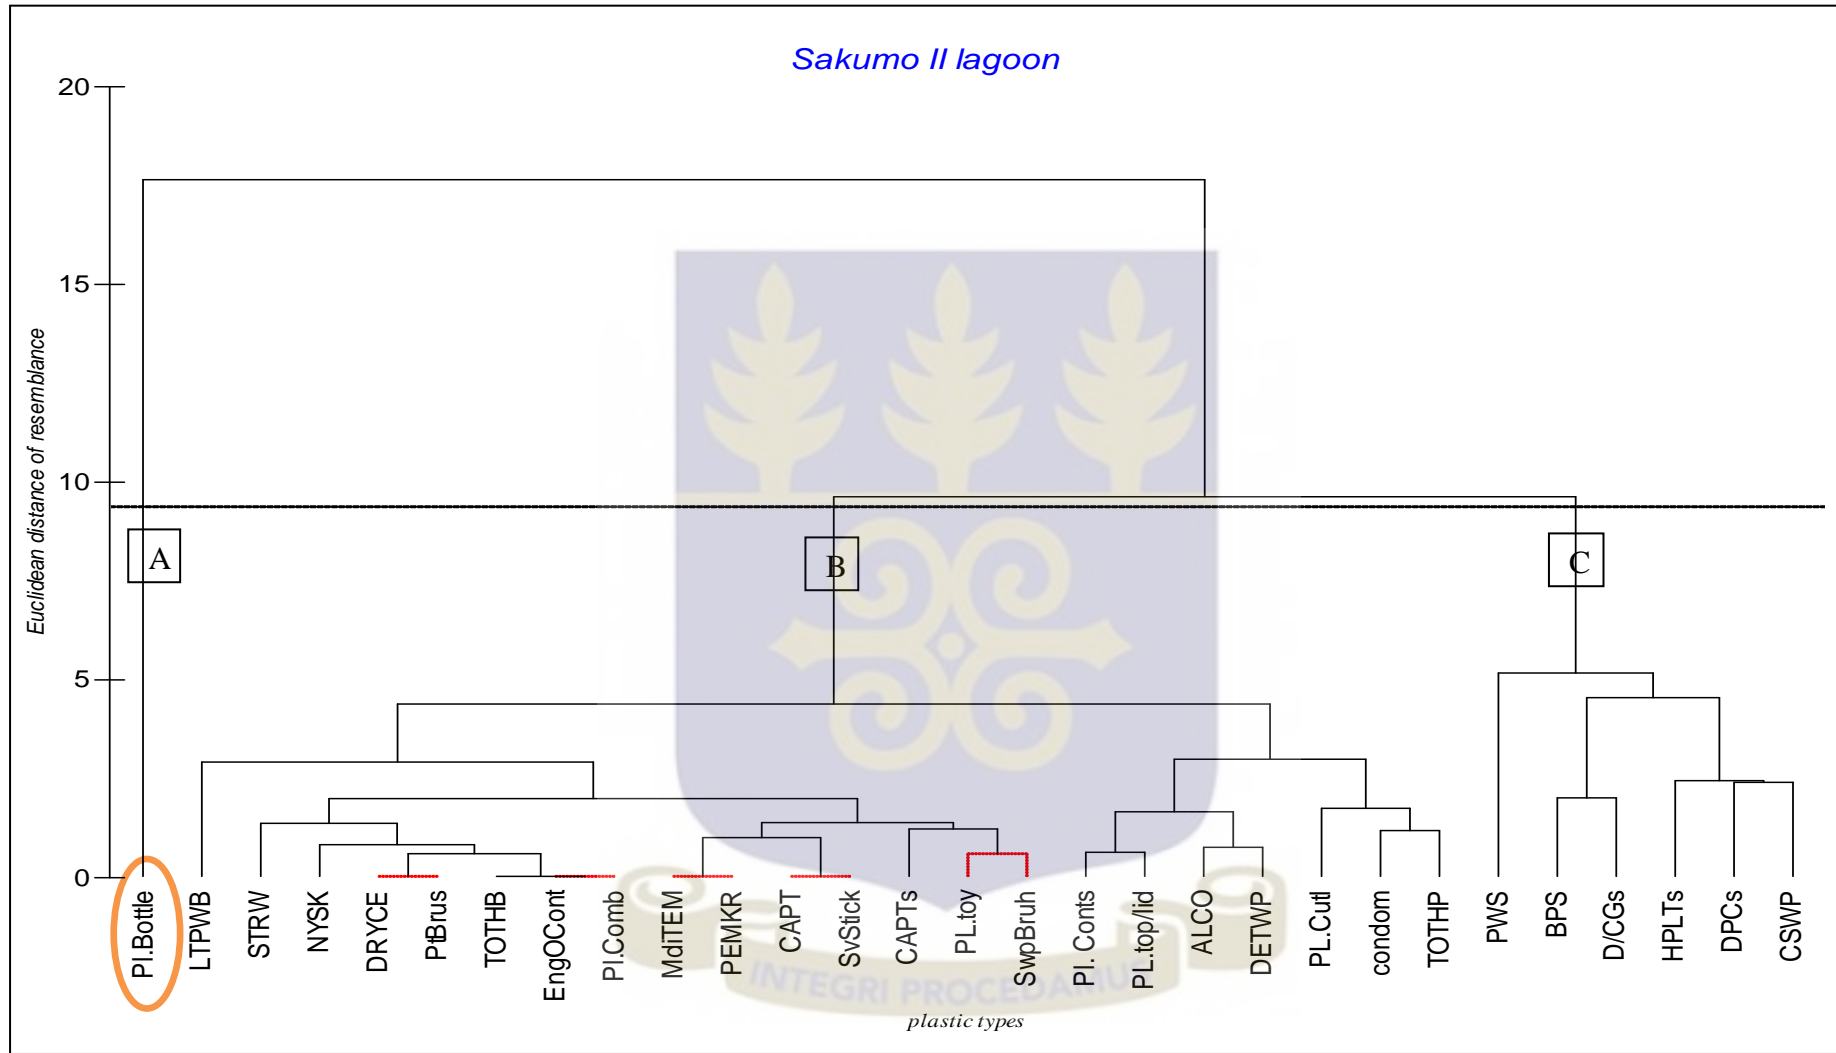 Sakumo II lagoon
20
15
10
5
0
Euclidean distance of resemblance
A
B
C
Pl.Bottle
LTPWB
STRW
NYSK
DRYCE
PtBrus
TOTHB
EngOCont
Pl.Comb
MdiTEM
PEMKR
CAPT
SvStick
CAPTs
PL.toy
SwpBruh
Pl. Conts
PL.top/lid
ALCO
DETWP
PL.Cutl
condom
TOTHP
PWS
BPS
D/CGs
HPLTs
DPCs
CSWP
INTEGRI PROCEDAMUS
plastic types